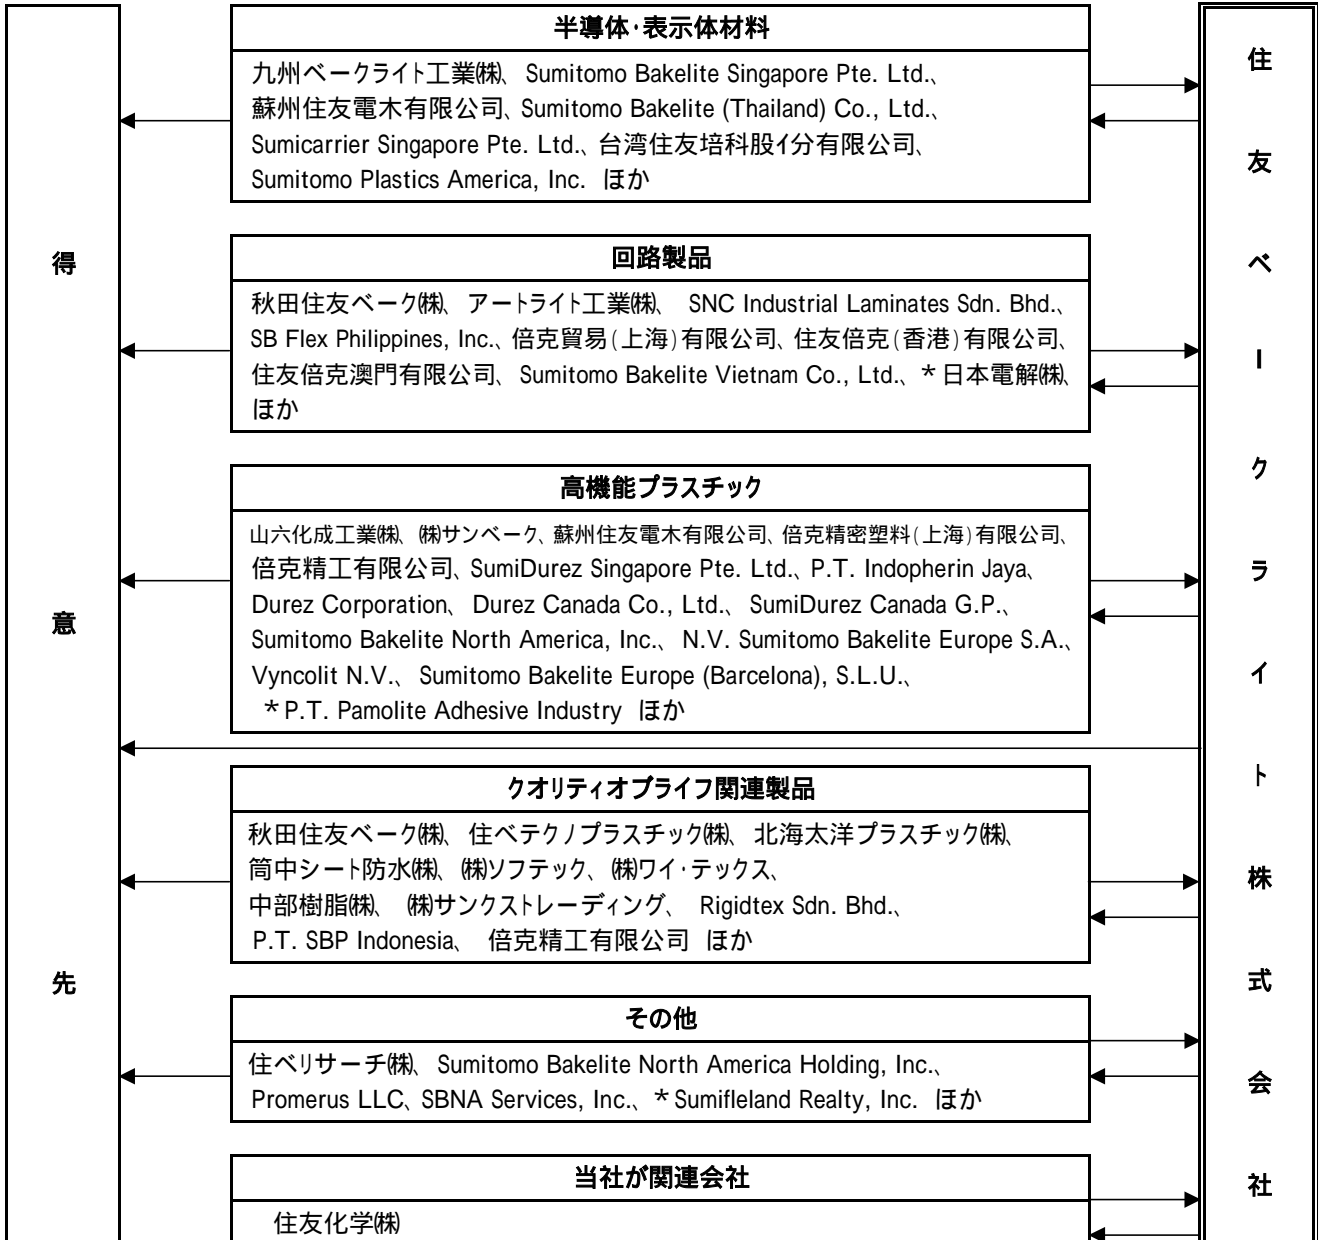 得意先
半導体・表示体材料
九州ベークライト工業㈱、Sumitomo Bakelite Singapore Pte. Ltd.、
蘇州住友電木有限公司、Sumitomo Bakelite (Thailand) Co., Ltd.、
Sumicarrier Singapore Pte. Ltd.、台湾住友培科股イ分有限公司、
Sumitomo Plastics America, Inc. ほか
回路製品
秋田住友ベーク㈱、アートライト工業㈱、 SNC Industrial Laminates Sdn. Bhd.、
SB Flex Philippines, Inc.、倍克貿易(上海)有限公司、住友倍克(香港)有限公司、
住友倍克澳門有限公司、Sumitomo Bakelite Vietnam Co., Ltd.、*日本電解㈱、
ほか
高機能プラスチック
山六化成工業㈱、㈱サンベーク、蘇州住友電木有限公司、倍克精密塑料(上海)有限公司、
倍克精工有限公司、SumiDurez Singapore Pte. Ltd.、P.T. Indopherin Jaya、
Durez Corporation、 Durez Canada Co., Ltd.、 SumiDurez Canada G.P.、
Sumitomo Bakelite North America, Inc.、 N.V. Sumitomo Bakelite Europe S.A.、
Vyncolit N.V.、 Sumitomo Bakelite Europe (Barcelona), S.L.U.、
*P.T. Pamolite Adhesive Industry ほか
クオリティオブライフ関連製品
秋田住友ベーク㈱、住ベテクノプラスチック㈱、北海太洋プラスチック㈱、
筒中シート防水㈱、㈱ソフテック、㈱ワイ・テックス、
中部樹脂㈱、 ㈱サンクストレーディング、 Rigidtex Sdn. Bhd.、
P.T. SBP Indonesia、 倍克精工有限公司 ほか
その他
住ベリサーチ㈱、Sumitomo Bakelite North America Holding, Inc.、
Promerus LLC、SBNA Services, Inc.、*Sumifleland Realty, Inc. ほか
当社が関連会社
住友化学㈱
住友ベークライト株式会社